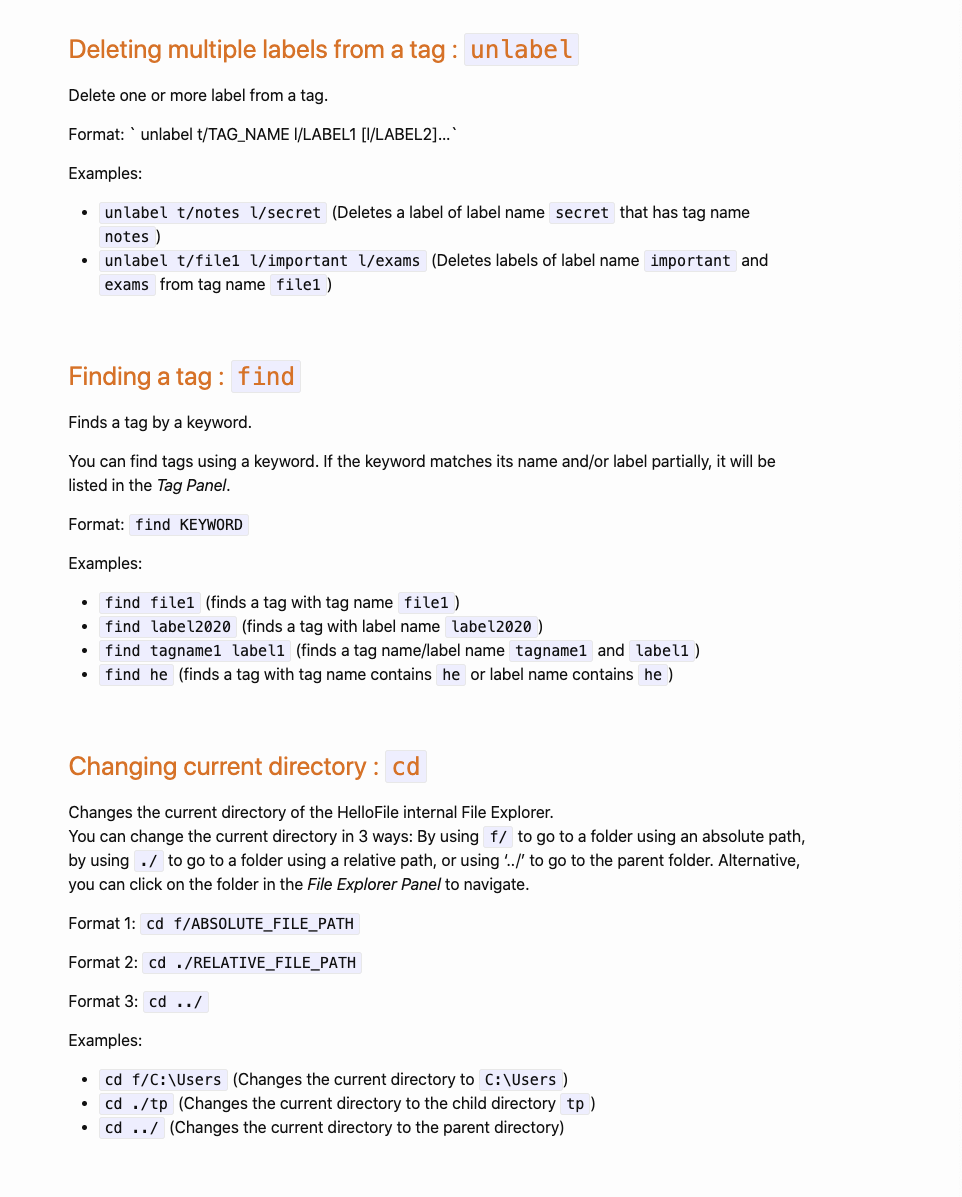 Deleting multiple labels from a tag : unlabel
Delete one or more label from a tag.
Format: ` unlabel t/TAG_NAME l/LABEL1 [l/LABEL2]...`
Examples:
• unlabel t/notes l/secret (Deletes a label of label name secret that has tag name
notes )
• unlabel t/file1 l/important l/exams (Deletes labels of label name important and
exams from tag name file1 )
Finding a tag : find
Finds a tag by a keyword.
You can find tags using a keyword. If the keyword matches its name and/or label partially, it will be
listed in the Tag Panel.
Format: find KEYWORD
Examples:
• find file1 (finds a tag with tag name file1 )
• find label2020 (finds a tag with label name label2020 )
• find tagname1 label1 (finds a tag name/label name tagname1 and label1 )
• find he (finds a tag with tag name contains he or label name contains he )
Changing current directory : cd
Changes the current directory of the HelloFile internal File Explorer.
You can change the current directory in 3 ways: By using f/ to go to a folder using an absolute path,
by using ./ to go to a folder using a relative path, or using ‘../’ to go to the parent folder. Alternative,
you can click on the folder in the File Explorer Panel to navigate.
Format 1: cd f/ABSOLUTE_FILE_PATH
Format 2: cd ./RELATIVE_FILE_PATH
Format 3: cd ../
Examples:
• cd f/C:\Users (Changes the current directory to C:\Users )
• cd ./tp (Changes the current directory to the child directory tp )
• cd ../ (Changes the current directory to the parent directory)